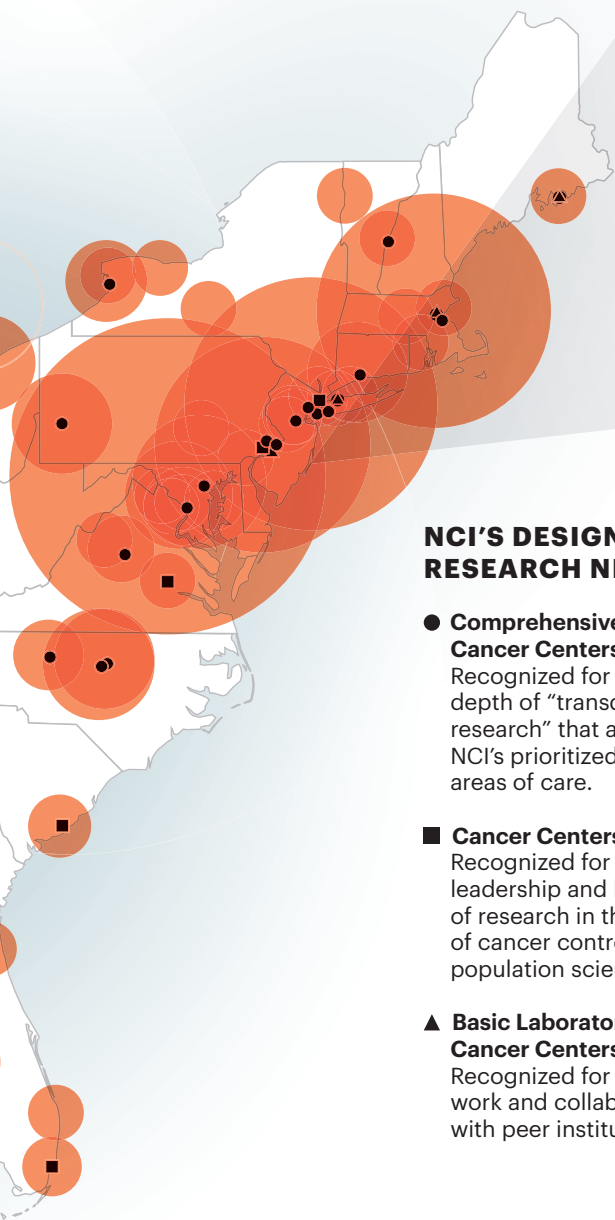 NCI’S DESIGN
RESEARCH
Comprehensive
Cancer Centers
Recognized for
depth of “transd
research” that a
NCI’s prioritized
areas of care.
Cancer Centers
Recognized for
leadership and
of research in th
of cancer contro
population scie
Basic Laborato
Cancer Centers
Recognized for
work and collab
with peer institu